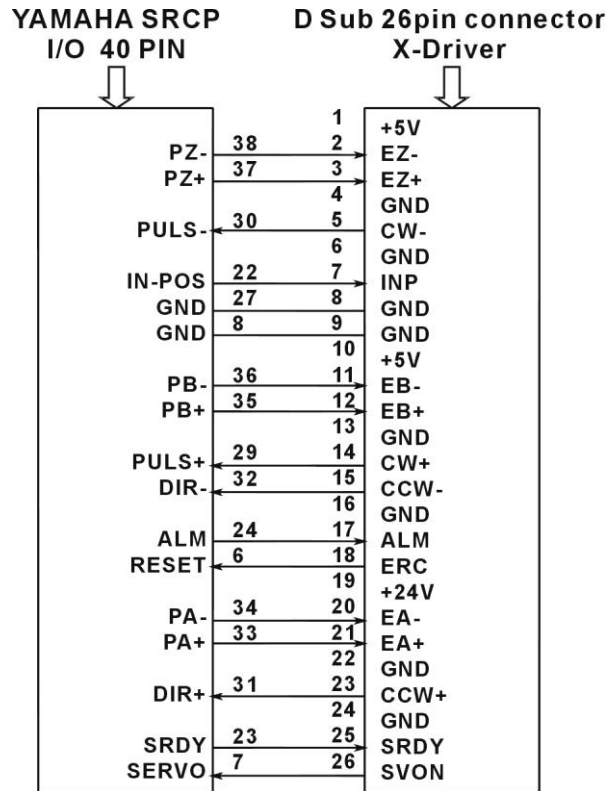 YAMAHA SRCP D Sub 26pin connector
I/O 40 PIN X-Driver
1 +5V
PZ- 38 2 EZ-
PZ+ 37 3 EZ+
4 GND
PULS- 30 5 CW-
6 GND
IN-POS 22 7 INP
GND 27 8 GND
GND 8 9 GND
10 +5V
PB- 36 11 EB-
PB+ 35 12 EB+
13 GND
PULS+ 29 14 CW+
DIR- 32 15 CCW-
16 GND
ALM 24 17 ALM
RESET 6 18 ERC
19 +24V
PA- 34 20 EA-
PA+ 33 21 EA+
22 GND
DIR+ 31 23 CCW+
24 GND
SRDY 23 25 SRDY
SERVO 7 26 SVON